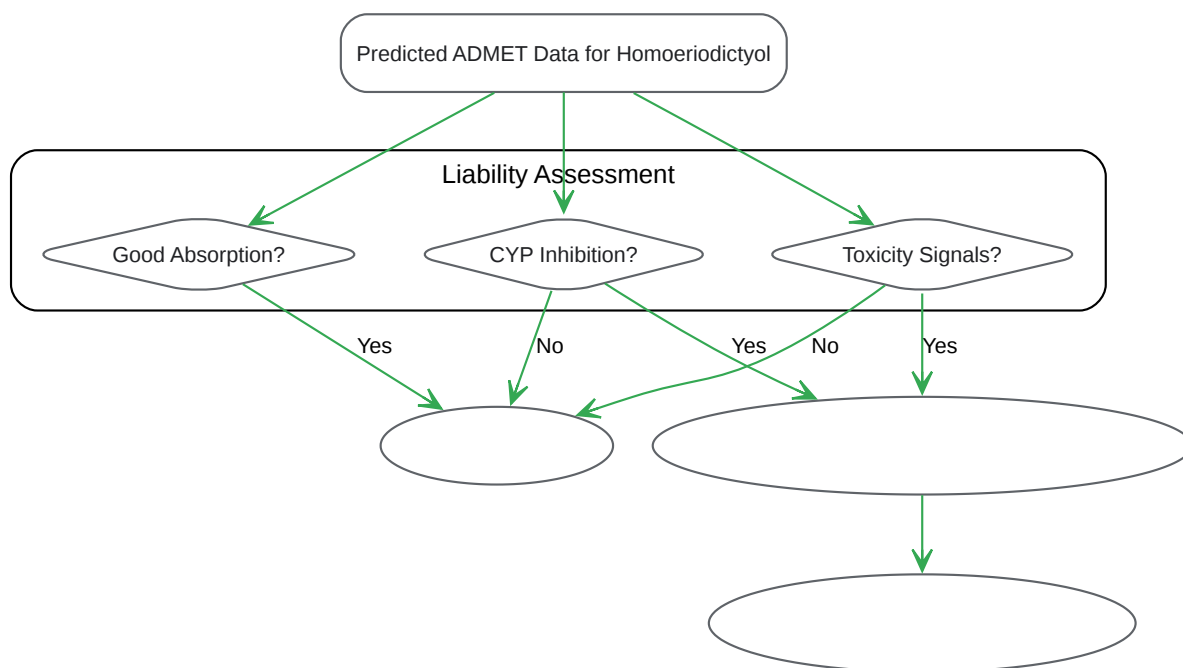 Predicted ADMET Data for Homoeriodictyol
Liability Assessment
Good Absorption?
CYP Inhibition?
Toxicity Signals?
Yes
No
Yes
No
Yes